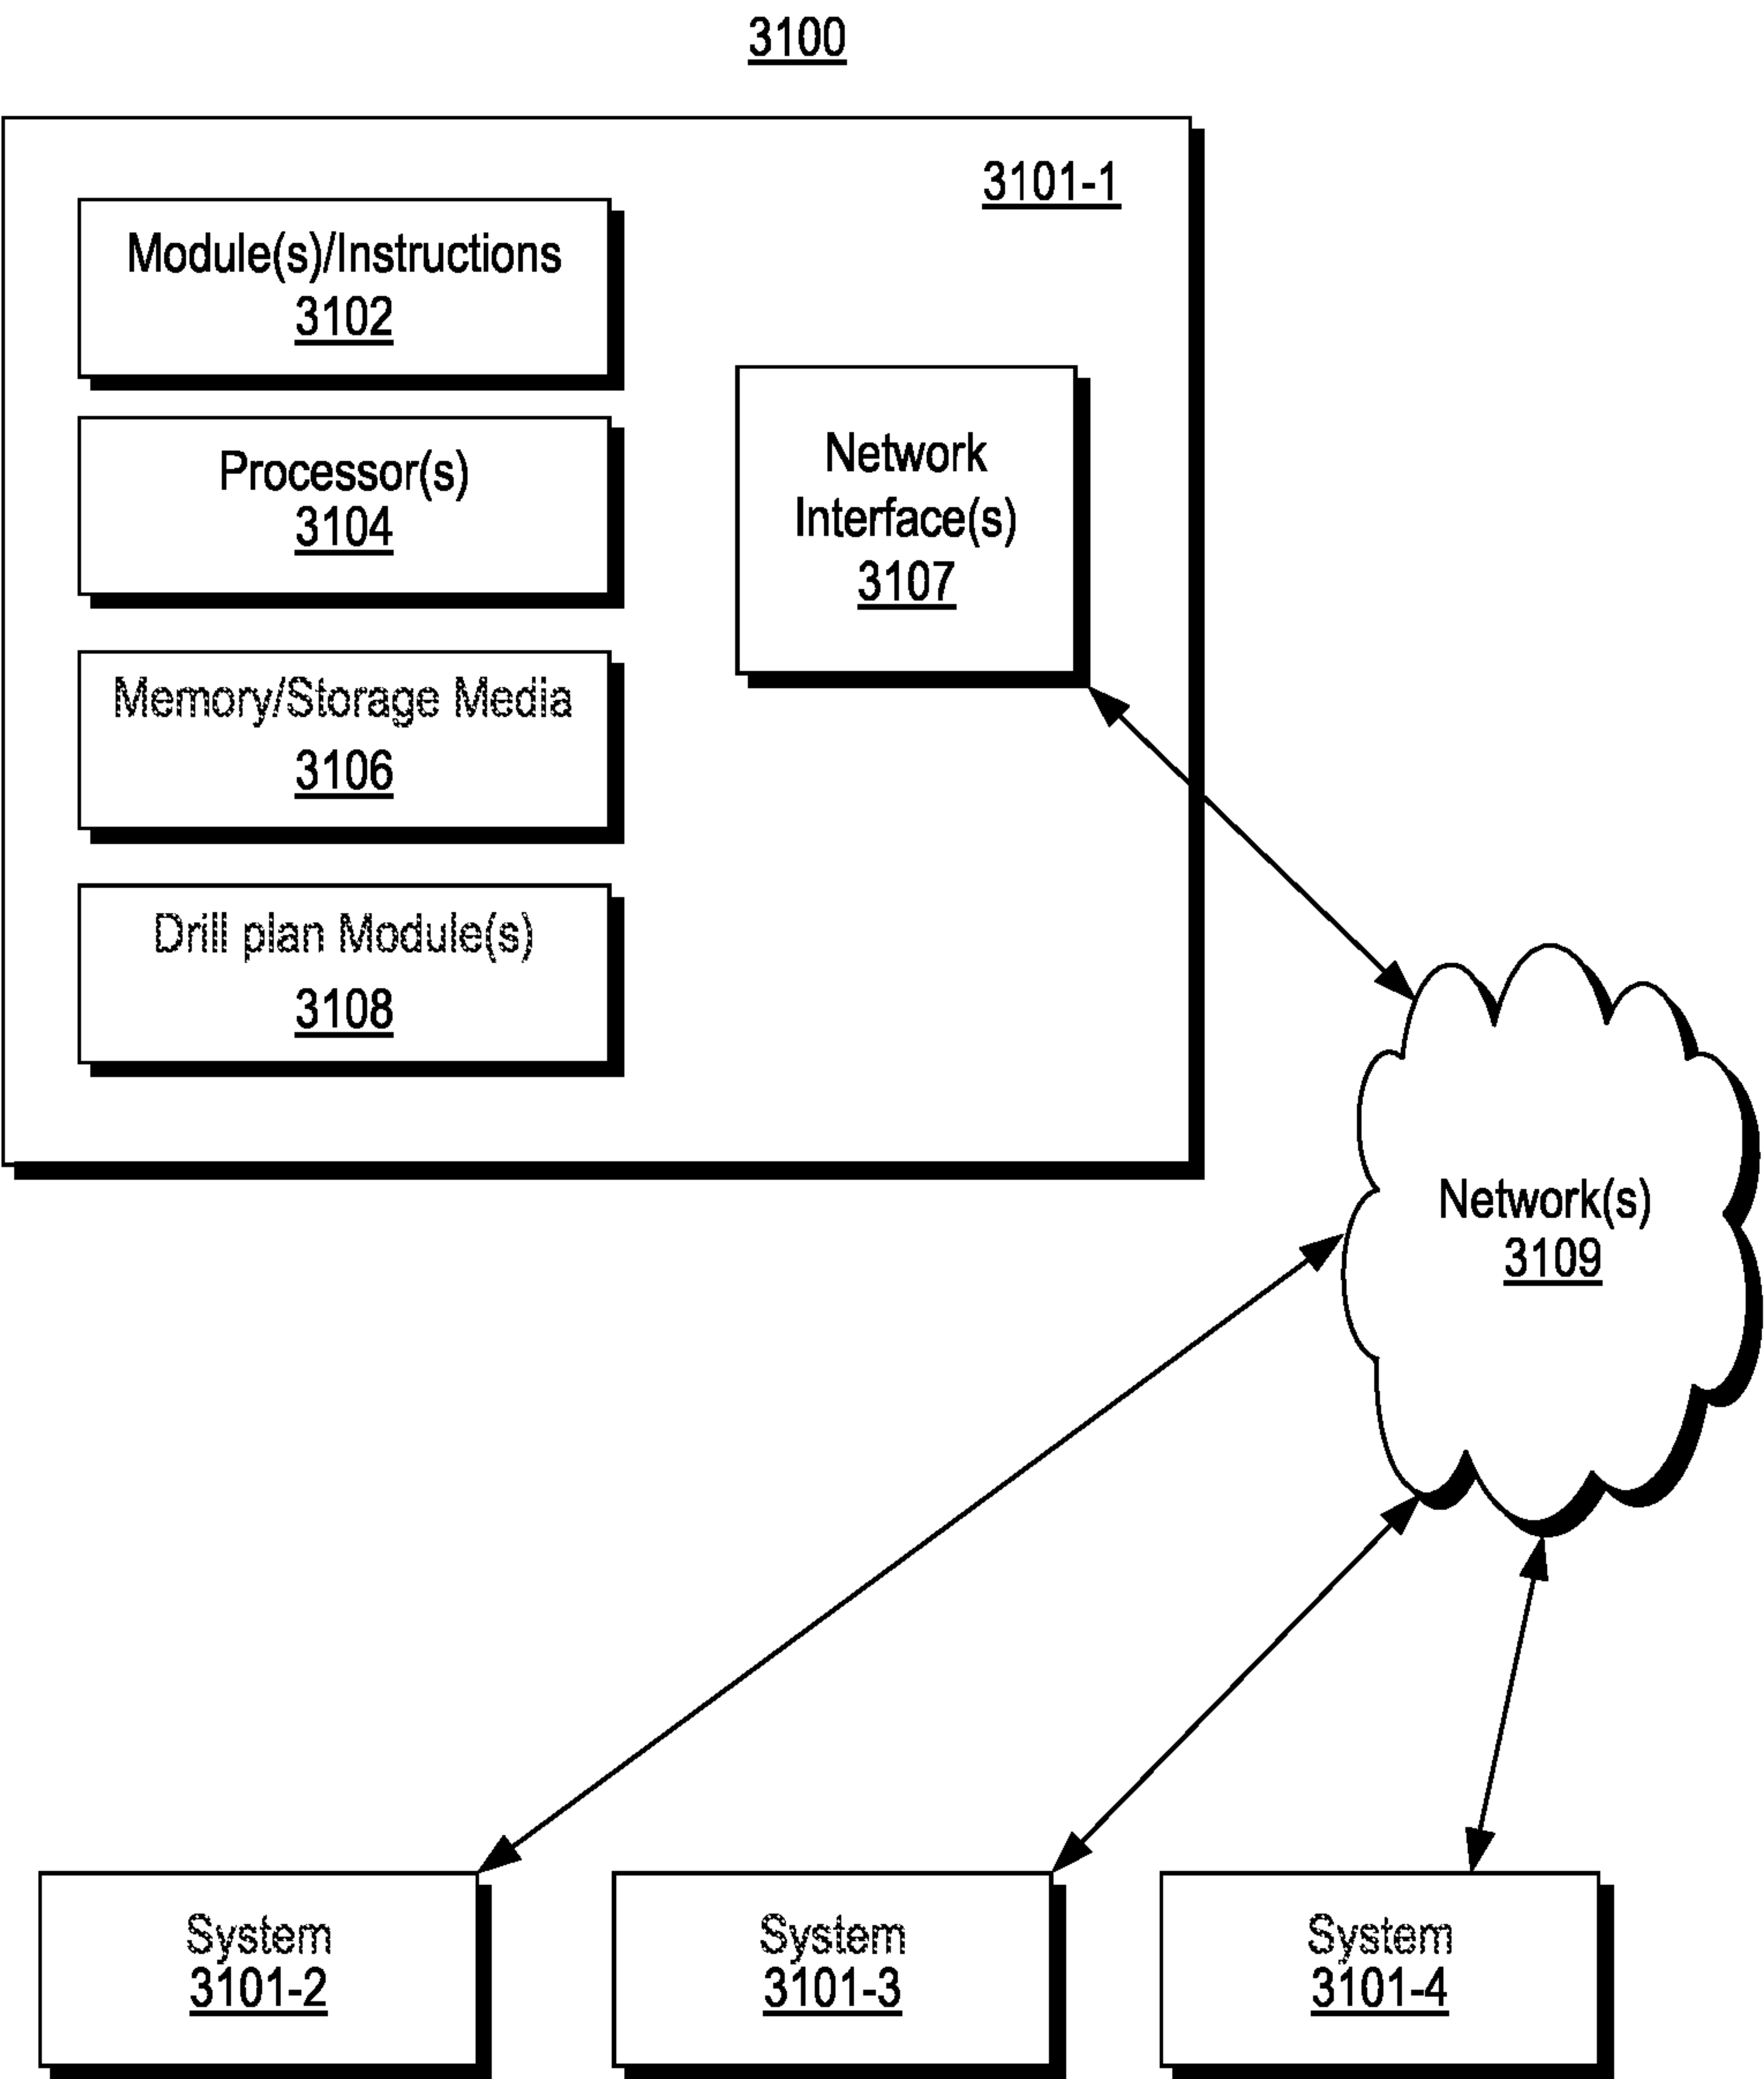 3100
3101-1
Module(s)/Instructions
3102
Processor(s)
3104
Memory/Storage Media
3106
Drill plan Module(s)
3108
Network
Interface(s)
3107
Network(s)
3109
System
3101-2
System
3101-3
System
3101-4